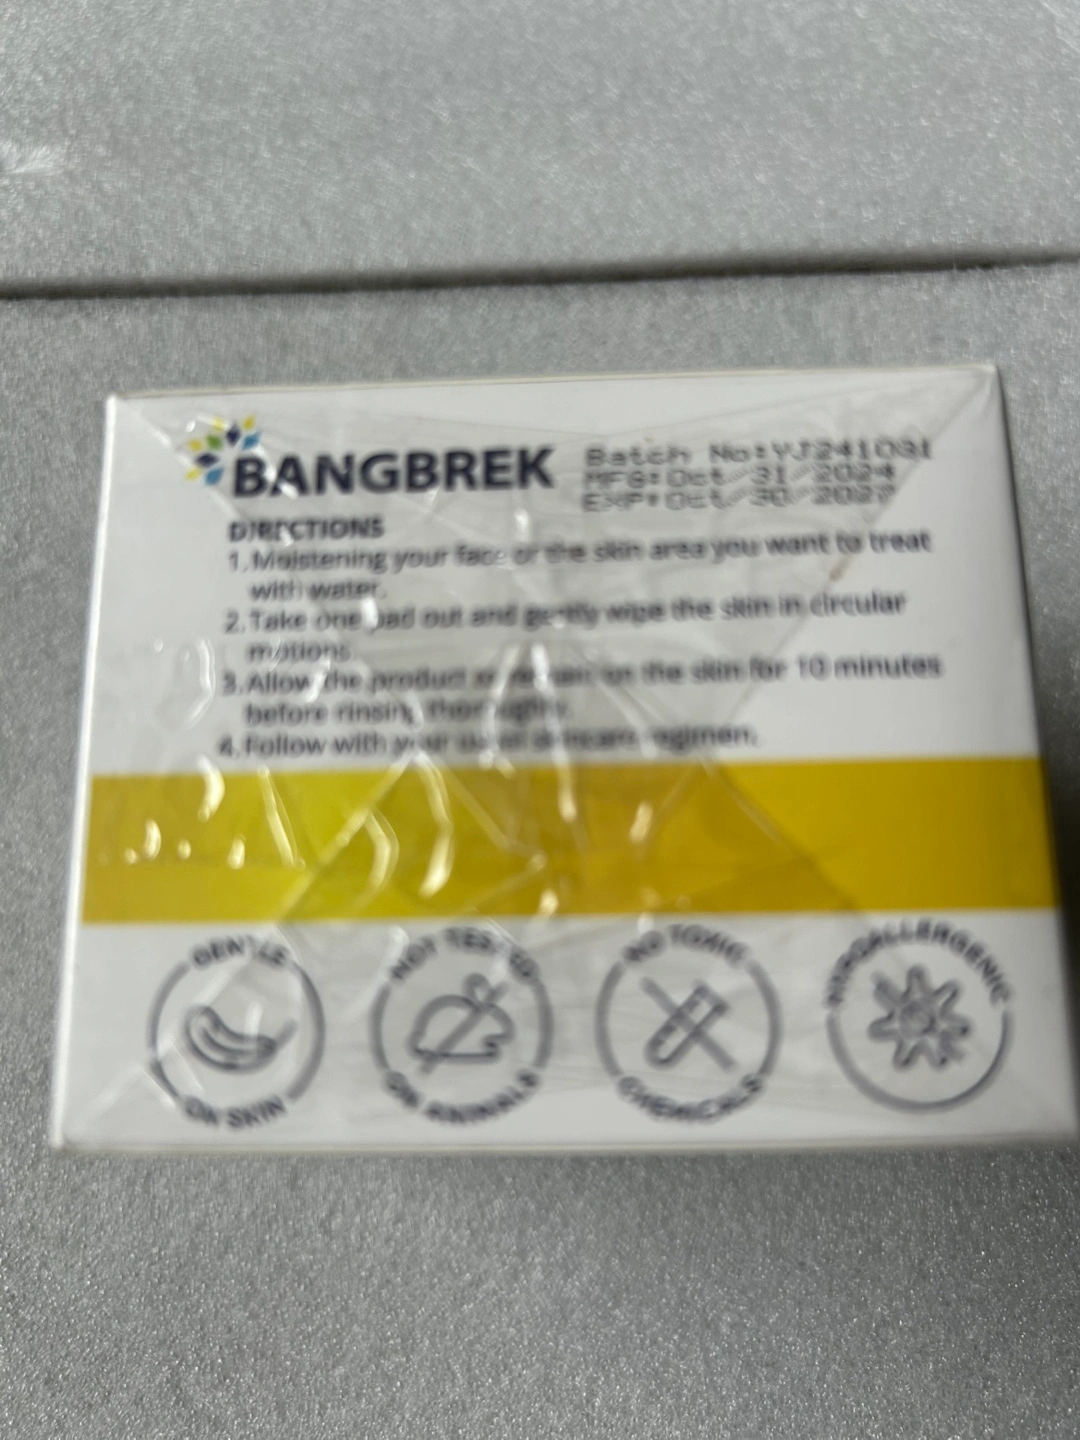 BANGBREK
Batch No:YJ241031
MFG:Oct/31/2024
EXP:Oct/30/2027
DIRECTIONS
1.Moistening your face or the skin area you want to treat
with water.
2.Take one pad out and gently wipe the skin in circular
motions.
3.Allow the product to remain on the skin for 10 minutes
before rinsing thoroughly.
4.Follow with your skincare regimen.
GENTLE
ON SKIN
NOT TESTED
ON ANIMALS
NO TOXIC
CHEMICALS
HYPOALLERGENIC